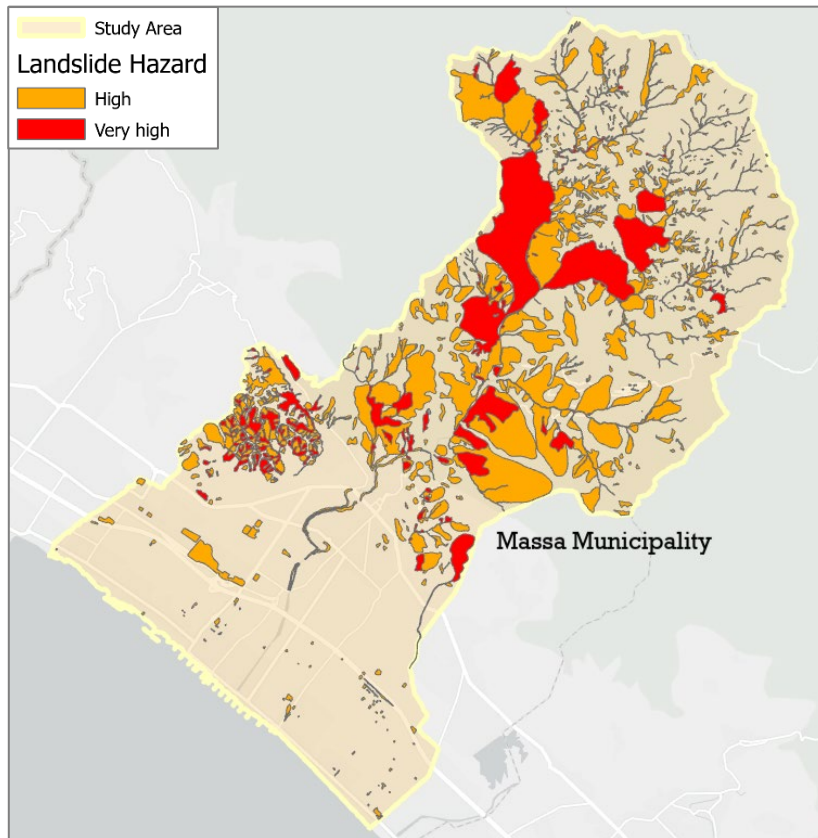 Study Area
Landslide Hazard
High
Very high
Massa Municipality